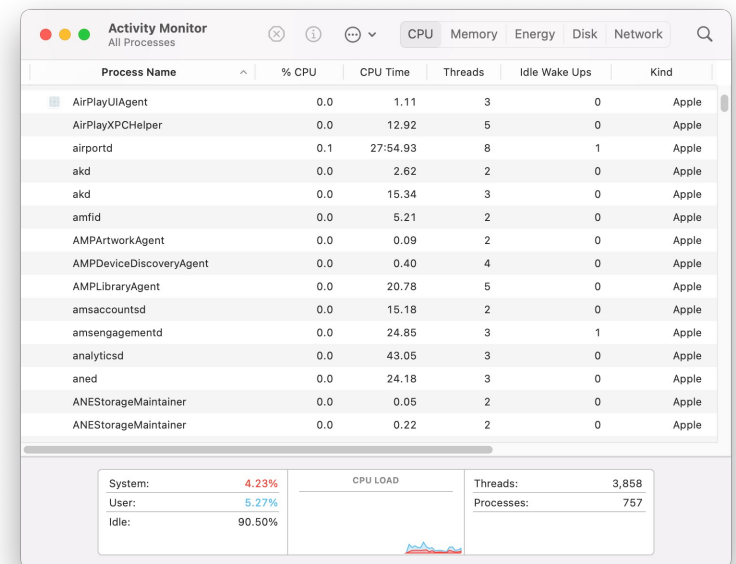 Activity Monitor
All Processes
CPU Memory Energy Disk Network
Process Name % CPU CPU Time Threads Idle Wake Ups Kind
AirPlayUIAgent 0.0 1.11 3 0 Apple
AirPlayXPCHelper 0.0 12.92 5 0 Apple
airportd 0.1 27:54.93 8 1 Apple
akd 0.0 2.62 2 0 Apple
akd 0.0 15.34 3 0 Apple
amfid 0.0 5.21 2 0 Apple
AMPArtworkAgent 0.0 0.09 2 0 Apple
AMPDeviceDiscoveryAgent 0.0 0.40 4 0 Apple
AMPLibraryAgent 0.0 20.78 5 0 Apple
amsaccountsd 0.0 15.18 2 0 Apple
amsengagementd 0.0 24.85 3 1 Apple
analyticsd 0.0 43.05 3 0 Apple
aned 0.0 24.18 3 0 Apple
ANEStorageMaintainer 0.0 0.05 2 0 Apple
ANEStorageMaintainer 0.0 0.22 2 0 Apple
System: 4.23% CPU LOAD Threads: 3,858
User: 5.27% Processes: 757
Idle: 90.50%